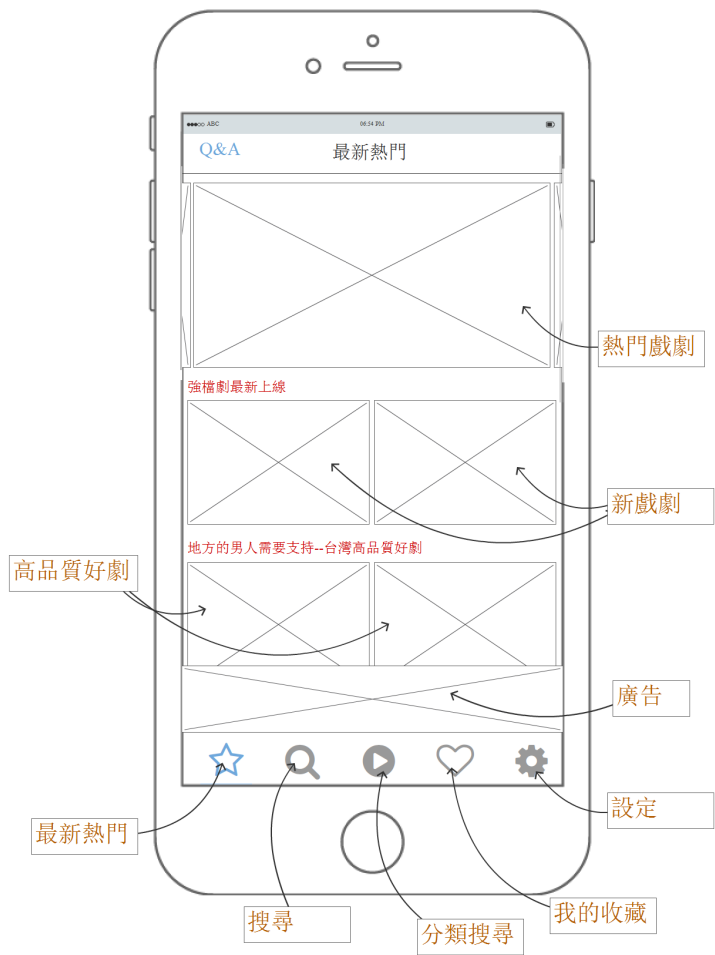 ABC
06:54 PM
Q&A
最新熱門
熱門戲劇
強檔劇最新上線
新戲劇
地方的男人需要支持--台灣高品質好劇
高品質好劇
廣告
設定
最新熱門
搜尋
分類搜尋
我的收藏